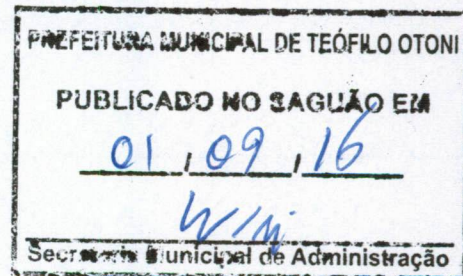 PREFEITURA MUNICIPAL DE TEÓFILO OTONI
PUBLICADO NO SAGUÃO EM
01, 09, 16
Secretaria Municipal de Administração